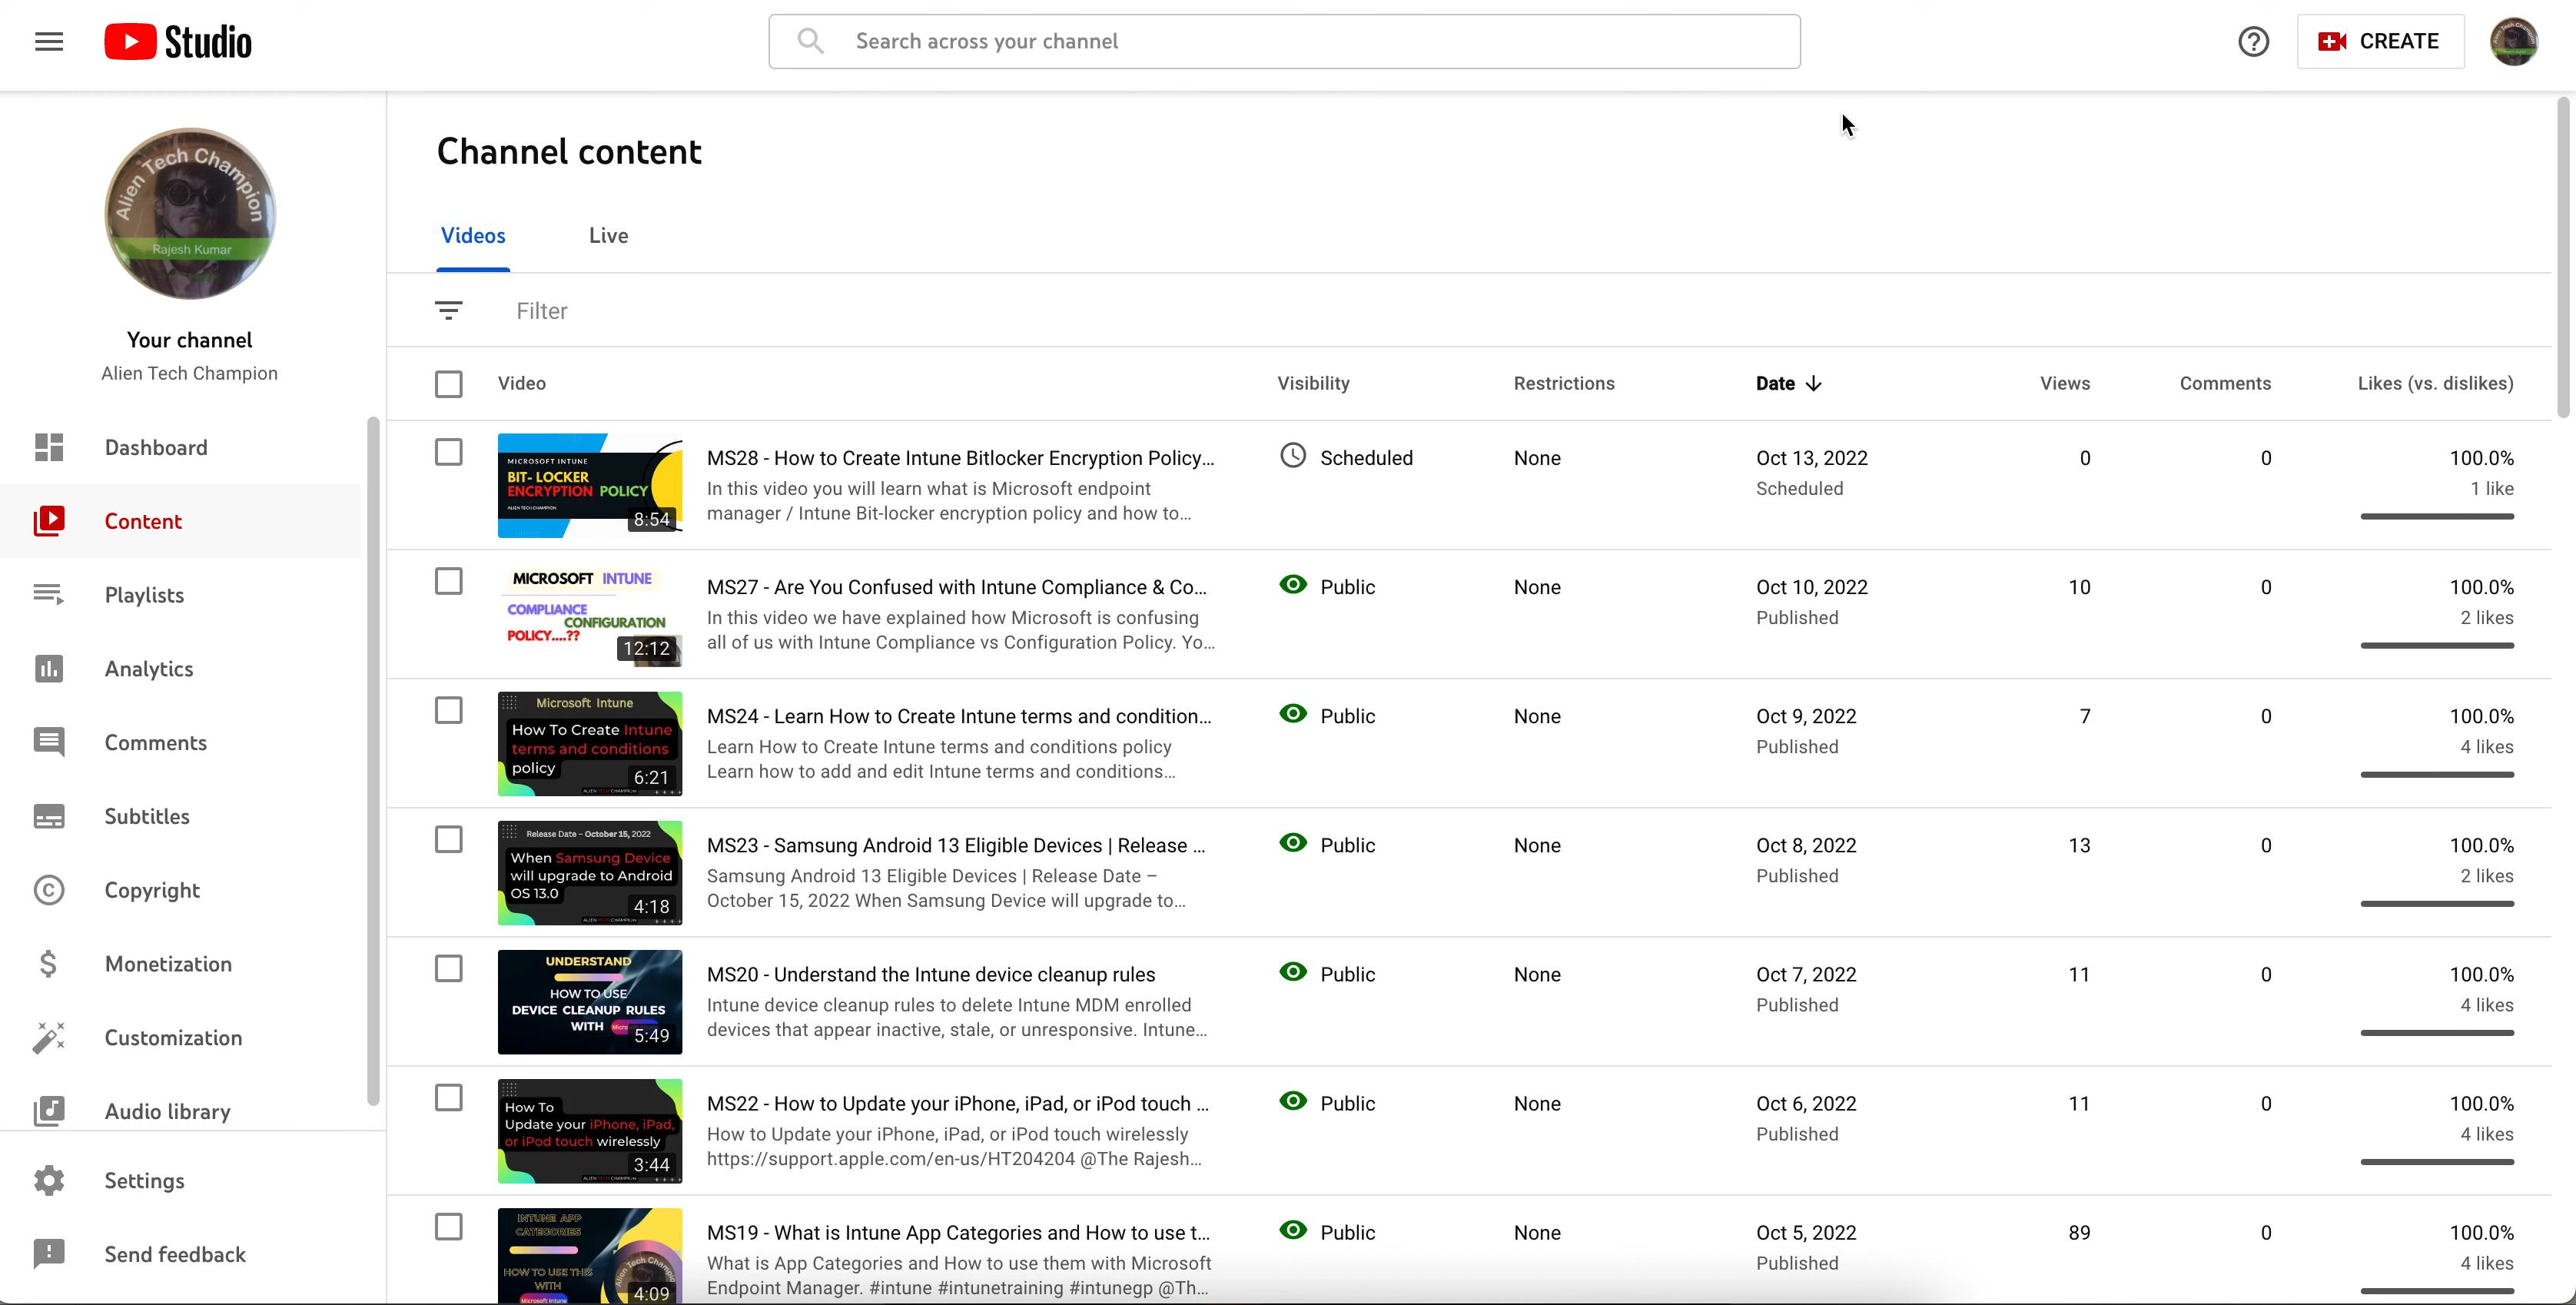 Studio
Search across your channel
CREATE
Alien Tech Champion
Rajesh Kumar
Your channel
Alien Tech Champion
Dashboard
Content
Playlists
Analytics
Comments
Subtitles
Copyright
Monetization
Customization
Audio library
Settings
Send feedback
Channel content
Videos Live
Filter
Video Visibility Restrictions Date Views Comments Likes (vs. dislikes)
MICROSOFT INTUNE
BIT- LOCKER
ENCRYPTION POLICY
ALIEN TECH CHAMPION
8:54
MS28 - How to Create Intune Bitlocker Encryption Policy...
In this video you will learn what is Microsoft endpoint
manager / Intune Bit-locker encryption policy and how to...
Scheduled None Oct 13, 2022 0 0 100.0%
Scheduled 1 like
MICROSOFT INTUNE
COMPLIANCE
CONFIGURATION
POLICY....??
12:12
MS27 - Are You Confused with Intune Compliance & Co...
In this video we have explained how Microsoft is confusing
all of us with Intune Compliance vs Configuration Policy. Yo...
Public None Oct 10, 2022 10 0 100.0%
Published 2 likes
Microsoft Intune
How To Create Intune
terms and conditions
policy
6:21
ALIEN TECH CHAMPION
MS24 - Learn How to Create Intune terms and condition...
Learn How to Create Intune terms and conditions policy
Learn how to add and edit Intune terms and conditions...
Public None Oct 9, 2022 7 0 100.0%
Published 4 likes
Release Date - October 15, 2022
When Samsung Device
will upgrade to Android
OS 13.0
4:18
ALIEN TECH CHAMPION
MS23 - Samsung Android 13 Eligible Devices | Release ...
Samsung Android 13 Eligible Devices | Release Date –
October 15, 2022 When Samsung Device will upgrade to...
Public None Oct 8, 2022 13 0 100.0%
Published 2 likes
UNDERSTAND
HOW TO USE
DEVICE CLEANUP RULES
WITH
5:49
MS20 - Understand the Intune device cleanup rules
Intune device cleanup rules to delete Intune MDM enrolled
devices that appear inactive, stale, or unresponsive. Intune...
Public None Oct 7, 2022 11 0 100.0%
Published 4 likes
How To
Update your iPhone, iPad,
or iPod touch wirelessly
3:44
ALIEN TECH CHAMPION
MS22 - How to Update your iPhone, iPad, or iPod touch ...
How to Update your iPhone, iPad, or iPod touch wirelessly
https://support.apple.com/en-us/HT204204 @The Rajesh...
Public None Oct 6, 2022 11 0 100.0%
Published 4 likes
INTUNE APP
CATEGORIES
HOW TO USE THIS
WITH
Microsoft Intune
Alien Tech Champion
4:09
MS19 - What is Intune App Categories and How to use t...
What is App Categories and How to use them with Microsoft
Endpoint Manager. #intune #intunetraining #intunegp @Th...
Public None Oct 5, 2022 89 0 100.0%
Published 4 likes